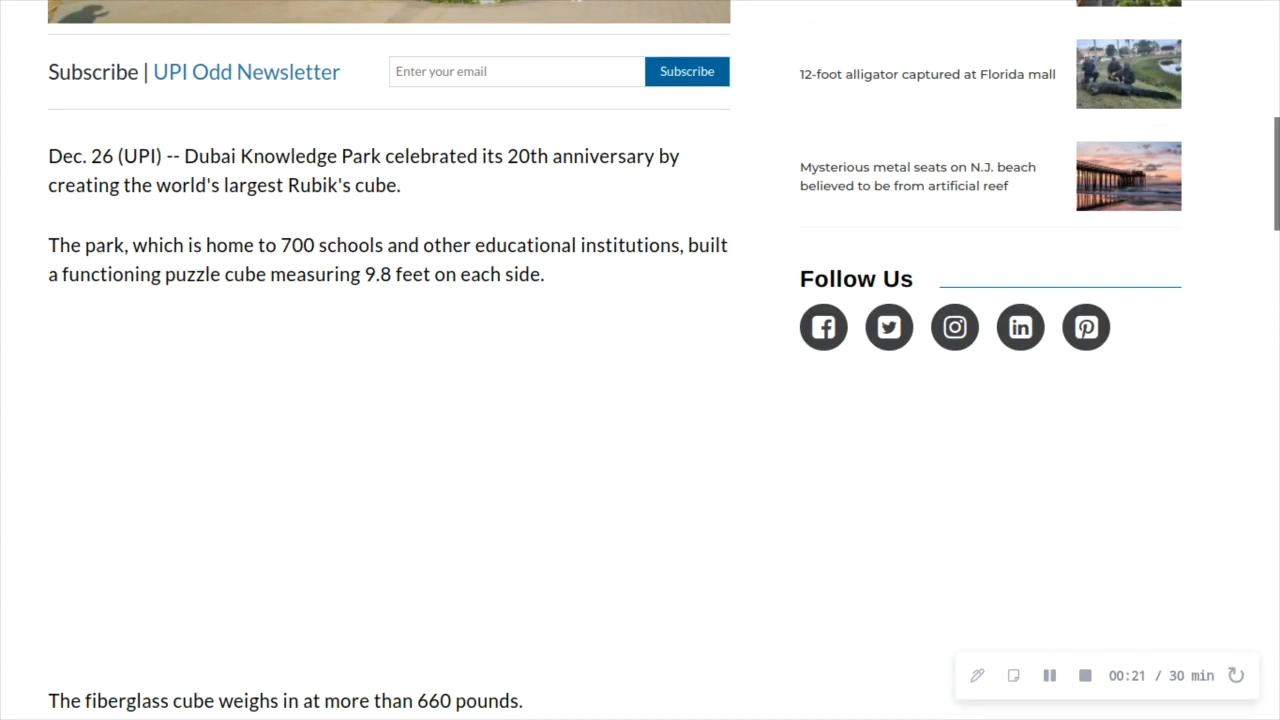 Subscribe | UPI Odd Newsletter
Enter your email
Subscribe
Dec. 26 (UPI) -- Dubai Knowledge Park celebrated its 20th anniversary by
creating the world's largest Rubik's cube.
The park, which is home to 700 schools and other educational institutions, built
a functioning puzzle cube measuring 9.8 feet on each side.
The fiberglass cube weighs in at more than 660 pounds.
12-foot alligator captured at Florida mall
Mysterious metal seats on N.J. beach
believed to be from artificial reef
Follow Us
00:21 / 30 min